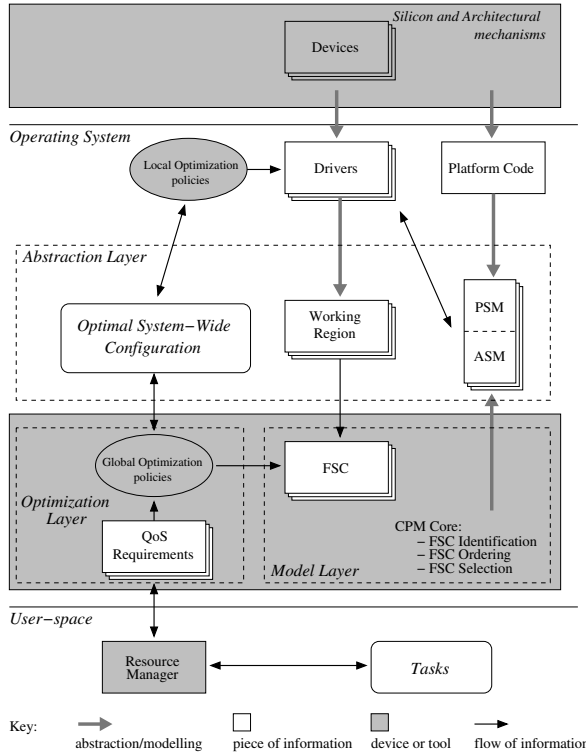 Silicon and Architectural
mechanisms
Devices
Operating System
Local Optimization
policies
Drivers
Platform Code
Abstraction Layer
Optimal System−Wide
Configuration
Working
Region
PSM
ASM
Global Optimization
policies
FSC
Optimization
Layer
QoS
Requirements
CPM Core:
− FSC Identification
− FSC Ordering
− FSC Selection
Model Layer
User−space
Resource
Manager
Tasks
Key:
abstraction/modelling
piece of information
device or tool
flow of information